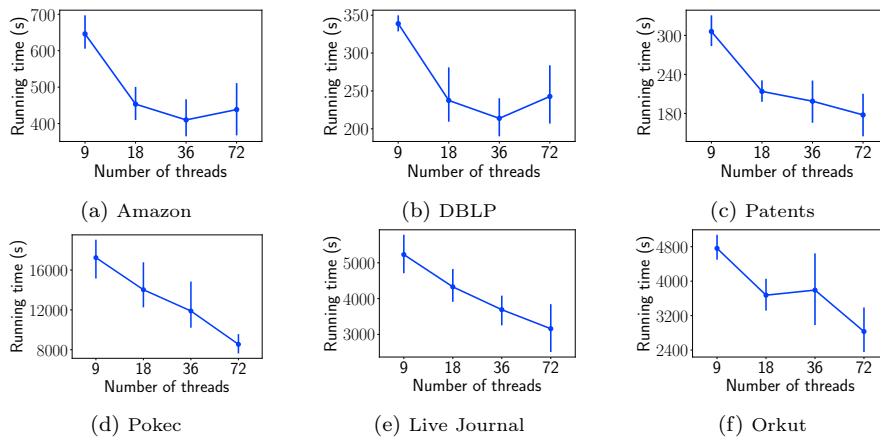 700
600
500
400
Running time (s)
9 18 36 72
Number of threads
(a) Amazon
350
300
250
200
Running time (s)
9 18 36 72
Number of threads
(b) DBLP
300
240
180
Running time (s)
9 18 36 72
Number of threads
(c) Patents
16000
12000
8000
Running time (s)
9 18 36 72
Number of threads
(d) Pokec
5000
4000
3000
Running time (s)
9 18 36 72
Number of threads
(e) Live Journal
4800
4000
3200
2400
Running time (s)
9 18 36 72
Number of threads
(f) Orkut